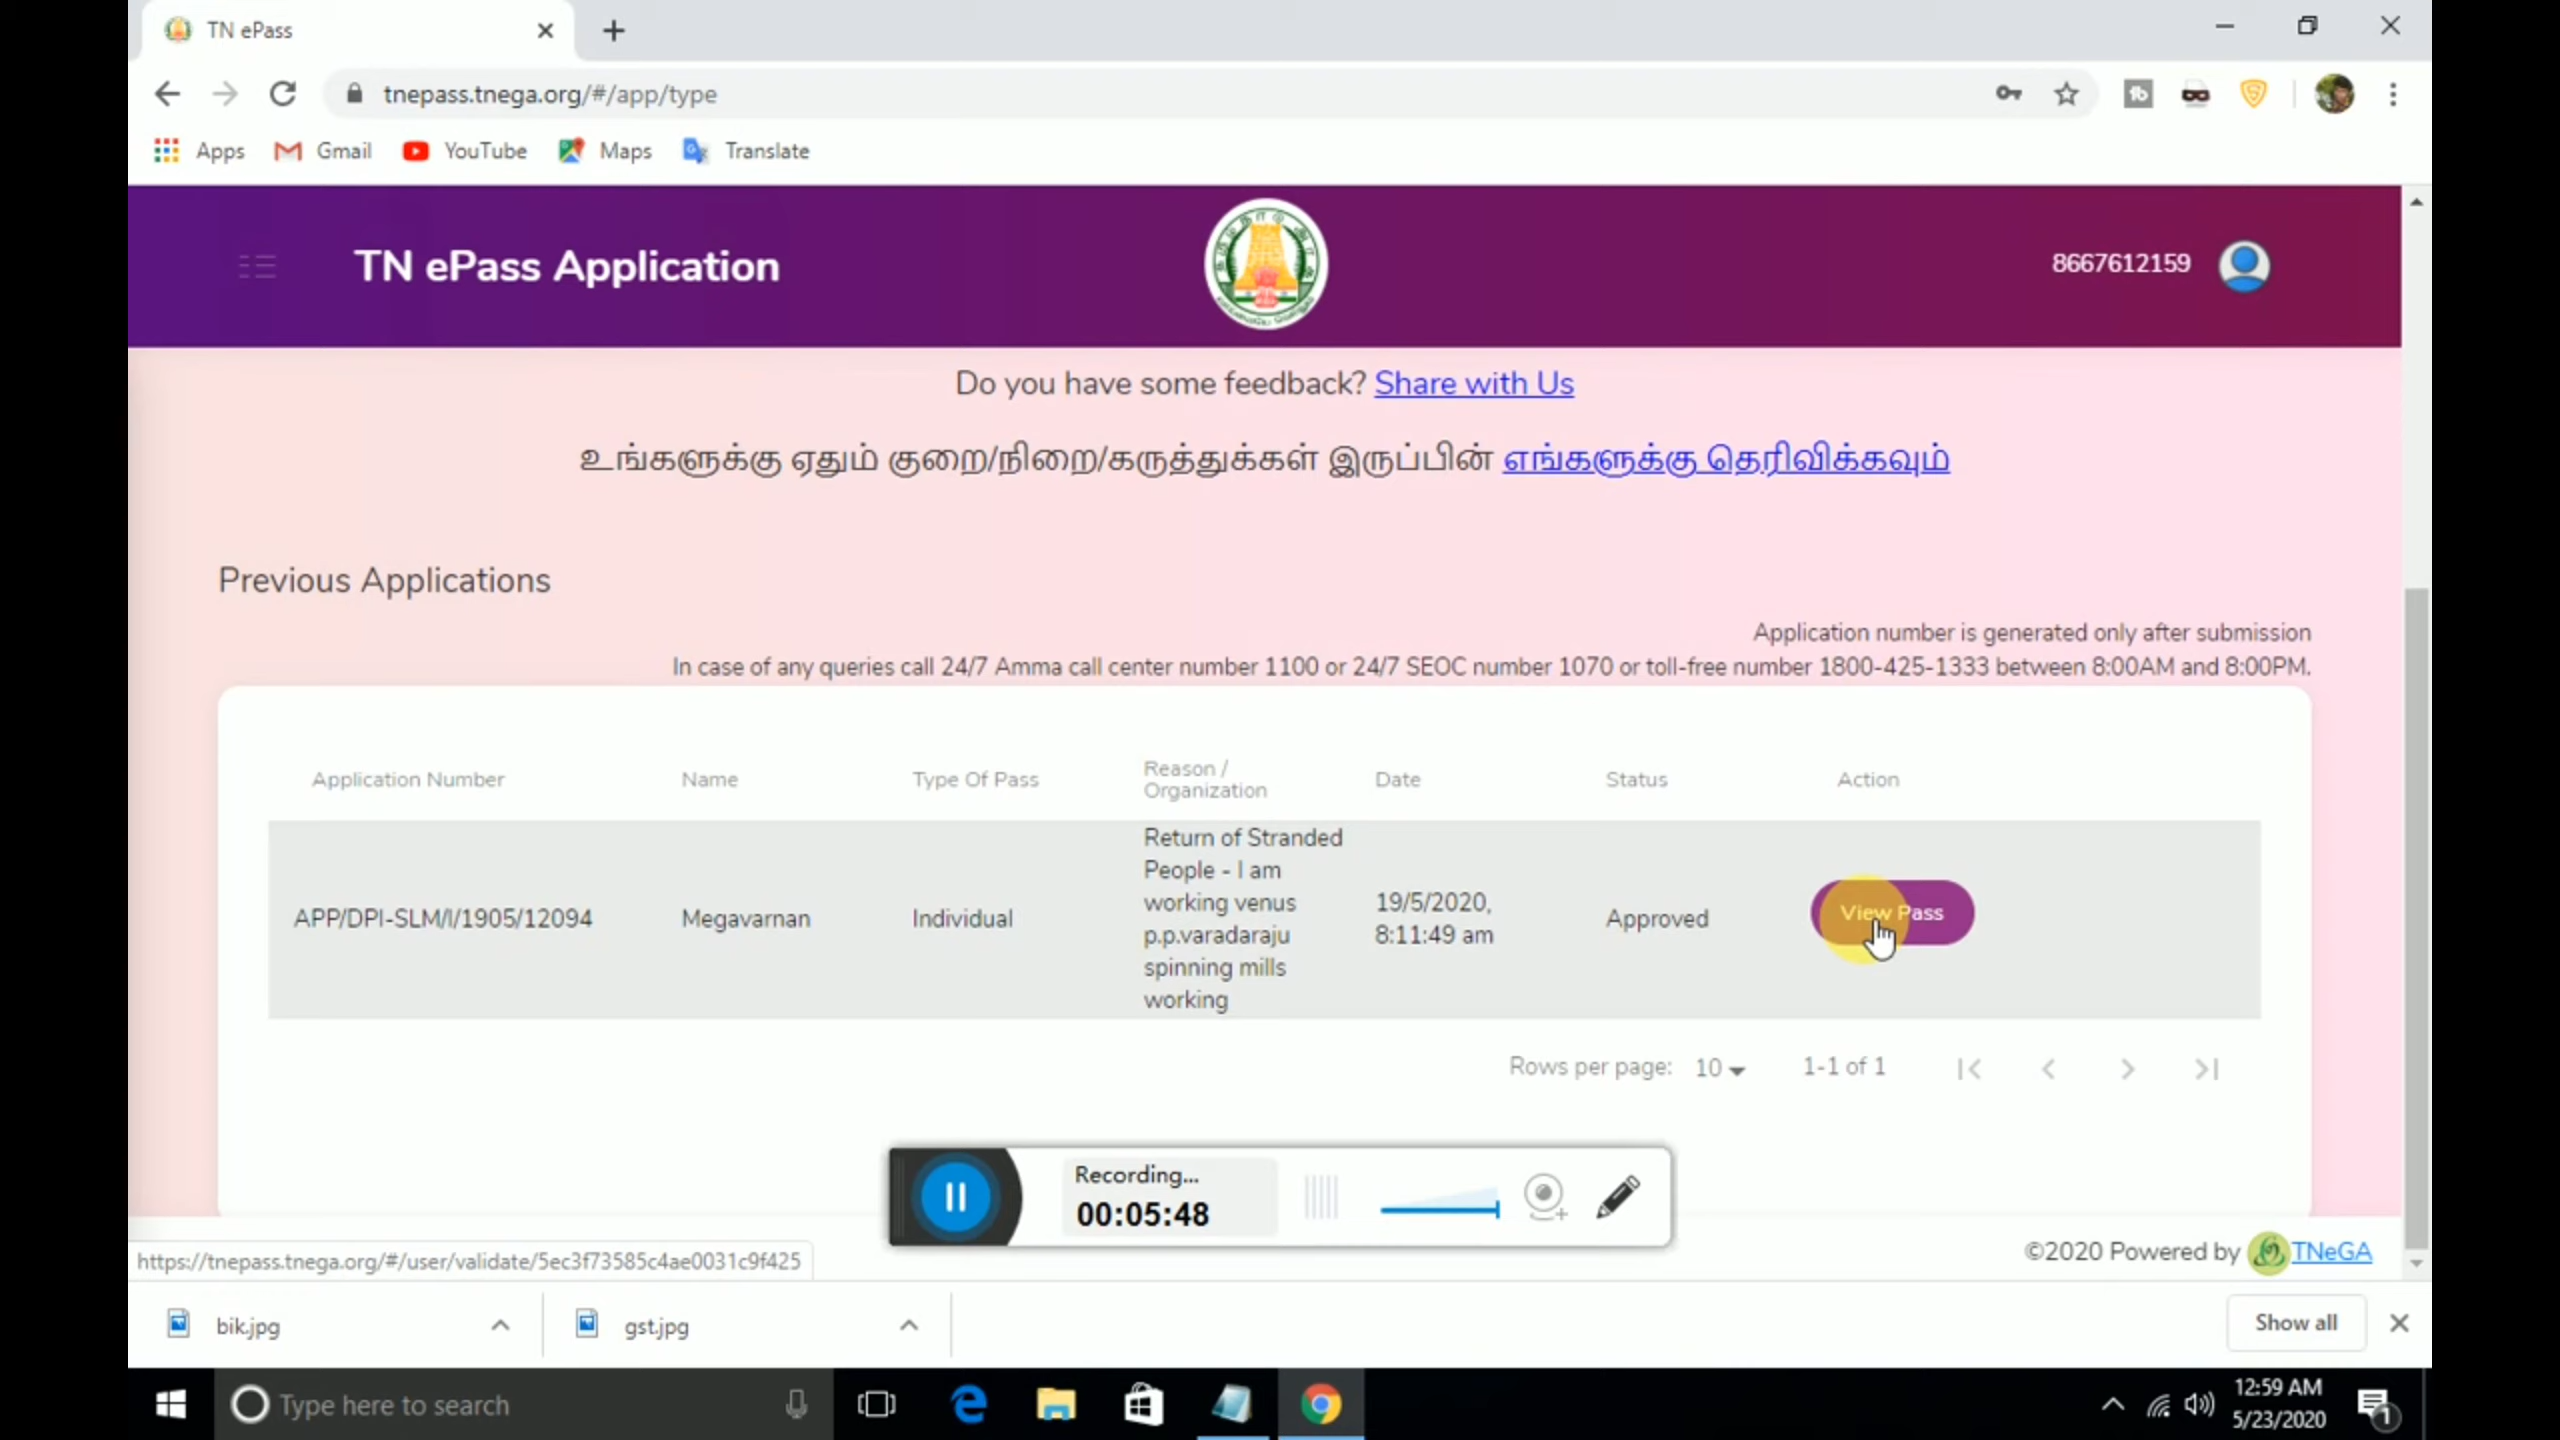 TN ePass
tnepass.tnega.org/#/app/type
Apps Gmail YouTube Maps Translate
TN ePass Application
8667612159
Do you have some feedback? Share with Us
உங்களுக்கு ஏதும் குறை/நிறை/கருத்துக்கள் இருப்பின் எங்களுக்கு தெரிவிக்கவும்
Previous Applications
Application number is generated only after submission
In case of any queries call 24/7 Amma call center number 1100 or 24/7 SEOC number 1070 or toll-free number 1800-425-1333 between 8:00AM and 8:00PM.
Application Number Name Type Of Pass Reason / Organization Date Status Action
APP/DPI-SLM/I/1905/12094 Megavarnan Individual
Return of Stranded
People - I am
working venus
p.p.varadaraju
spinning mills
working
19/5/2020,
8:11:49 am
Approved
View Pass
Rows per page: 10 1-1 of 1
Recording...
00:05:48
https://tnepass.tnega.org/#/user/validate/5ec3f73585c4ae0031c9f425
©2020 Powered by TNeGA
bik.jpg gst.jpg Show all
Type here to search
12:59 AM
5/23/2020
1